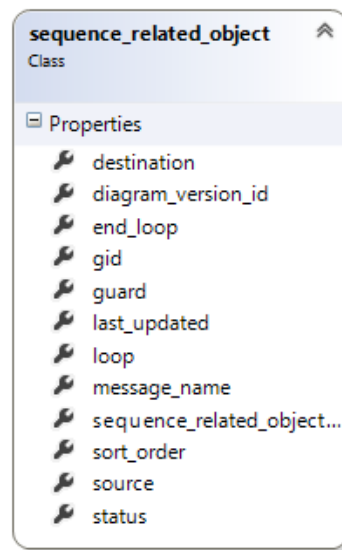 sequence_related_object
Class
Properties
destination
diagram_version_id
end_loop
gid
guard
last_updated
loop
message_name
sequence_related_object...
sort_order
source
status